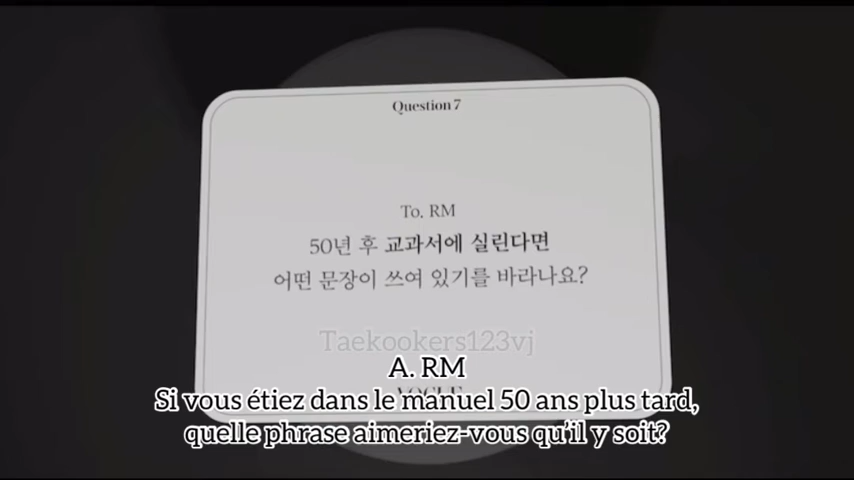 Question 7
To. RM
50년 후 교과서에 실린다면
어떤 문장이 쓰여 있기를 바라나요?
Taekookers123vj
A. RM
VOGUE
Si vous étiez dans le manuel 50 ans plus tard,
quelle phrase aimeriez-vous qu'il y soit?